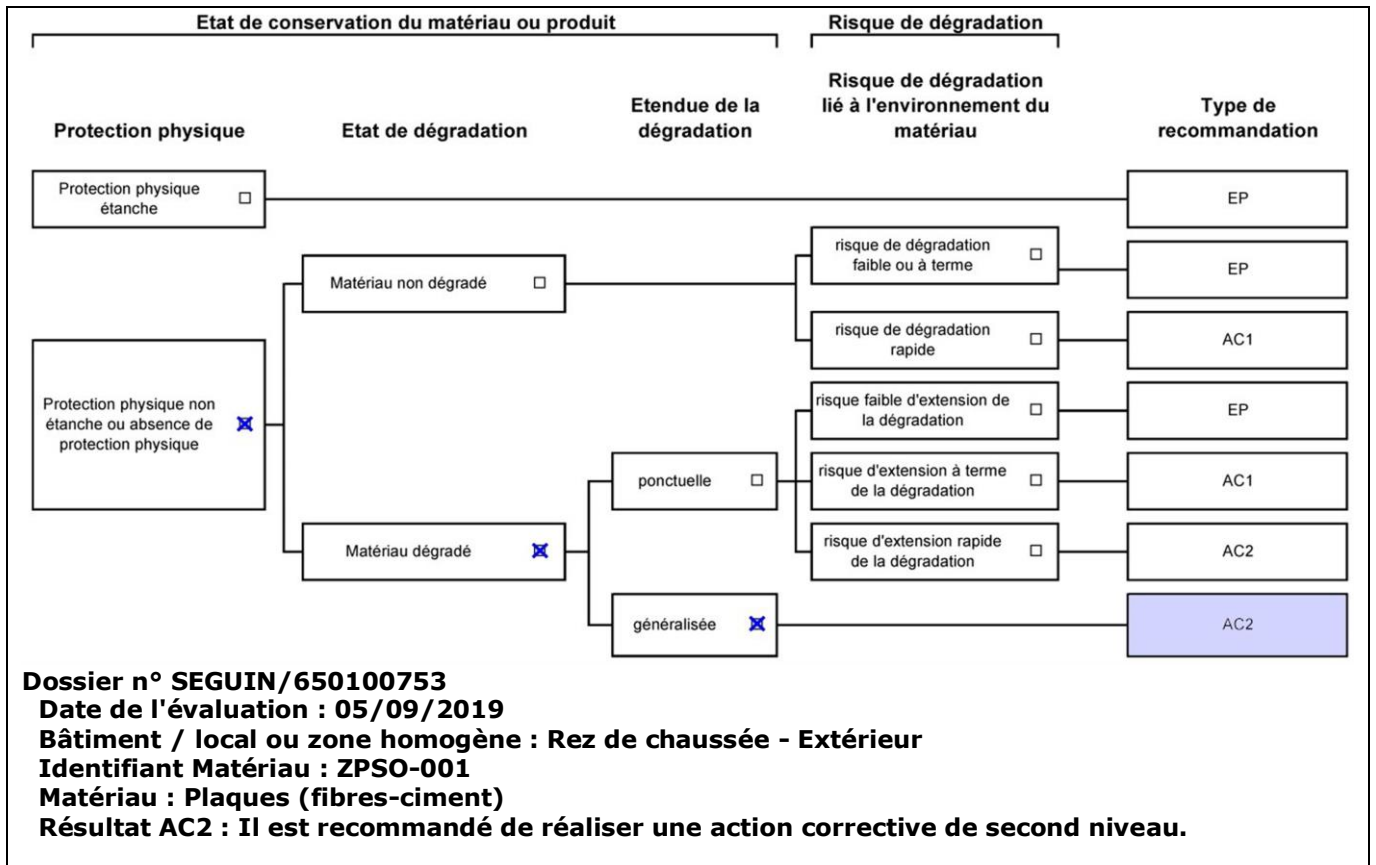 Etat de conservation du matériau ou produit
Risque de dégradation
Protection physique
Etat de dégradation
Etendue de la
dégradation
Risque de dégradation
lié à l'environnement du
matériau
Type de
recommandation
Protection physique
étanche
EP
risque de dégradation
faible ou à terme
EP
Matériau non dégradé
risque de dégradation
rapide
AC1
Protection physique non
étanche ou absence de
protection physique
risque faible d'extension de
la dégradation
EP
ponctuelle
risque d'extension à terme
de la dégradation
AC1
Matériau dégradé
risque d'extension rapide
de la dégradation
AC2
généralisée
AC2
Dossier n° SEGUIN/650100753
Date de l'évaluation : 05/09/2019
Bâtiment / local ou zone homogène : Rez de chaussée - Extérieur
Identifiant Matériau : ZPSO-001
Matériau : Plaques (fibres-ciment)
Résultat AC2 : Il est recommandé de réaliser une action corrective de second niveau.